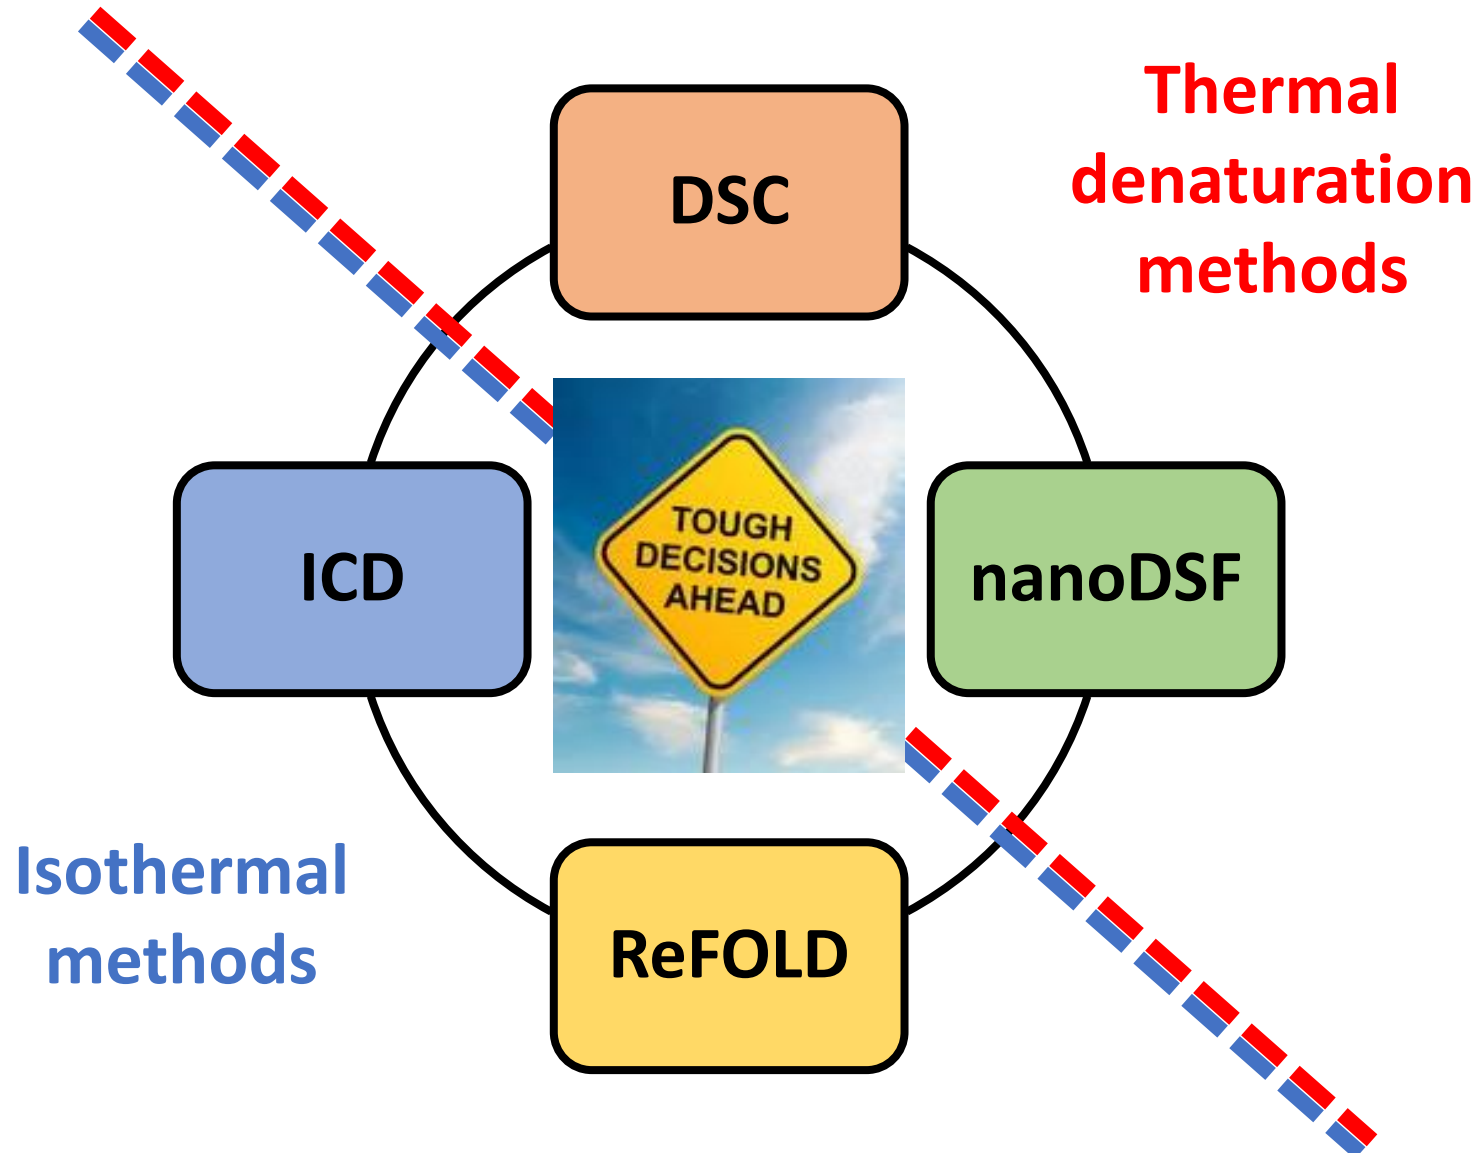 DSC
Thermal
denaturation
methods
ICD
TOUGH
DECISIONS
AHEAD
nanoDSF
Isothermal
methods
ReFOLD